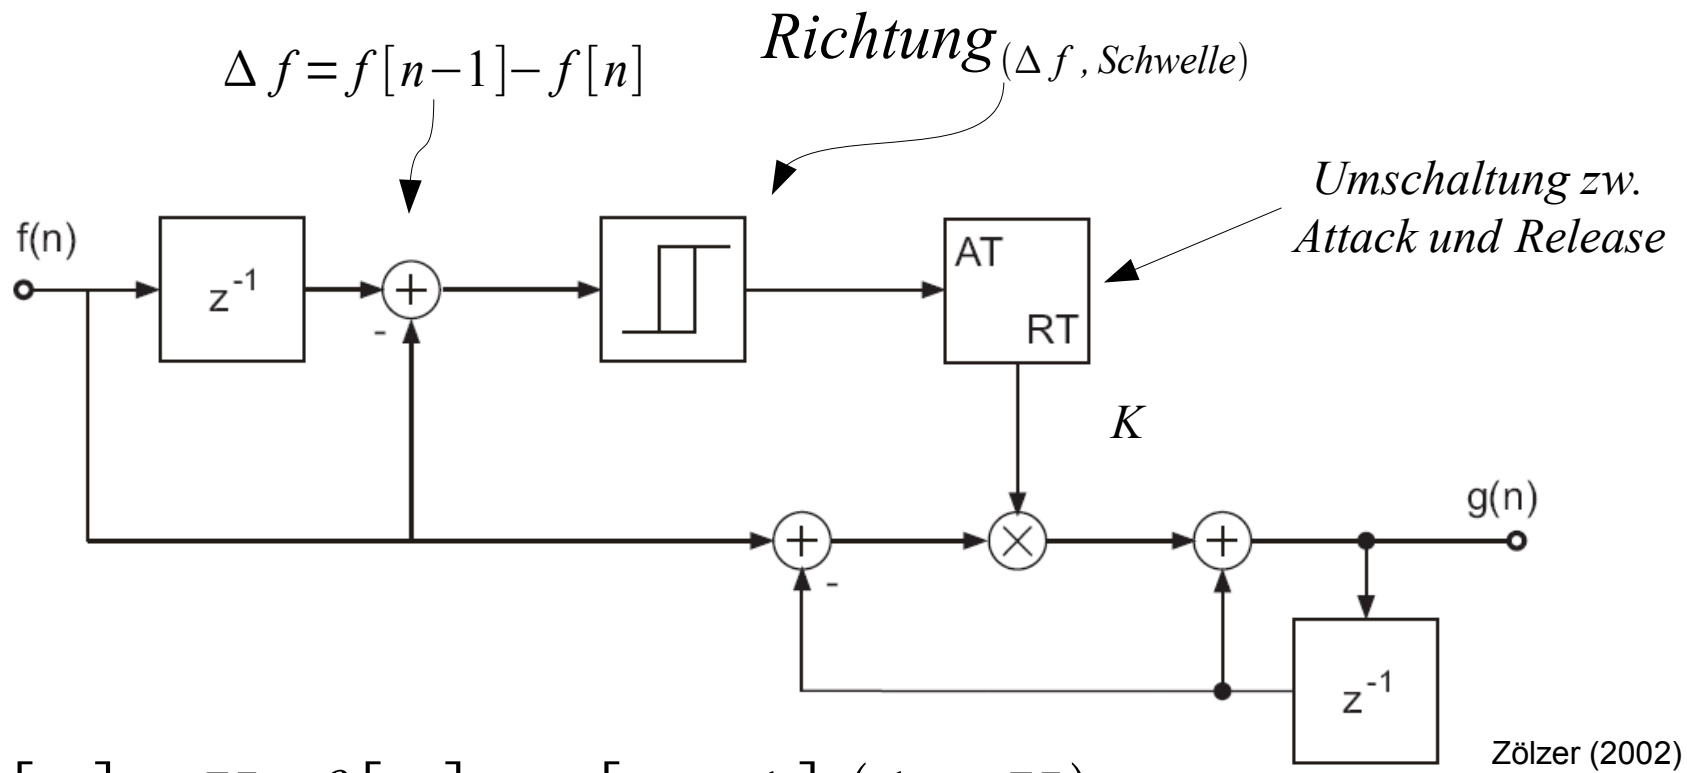 Δ f = f [n−1]− f [n]
Richtung(Δ f , Schwelle)
Umschaltung zw.
Attack und Release
f(n)
z⁻¹
+
-
AT
RT
K
g(n)
+
-
×
+
z⁻¹
Zölzer (2002)